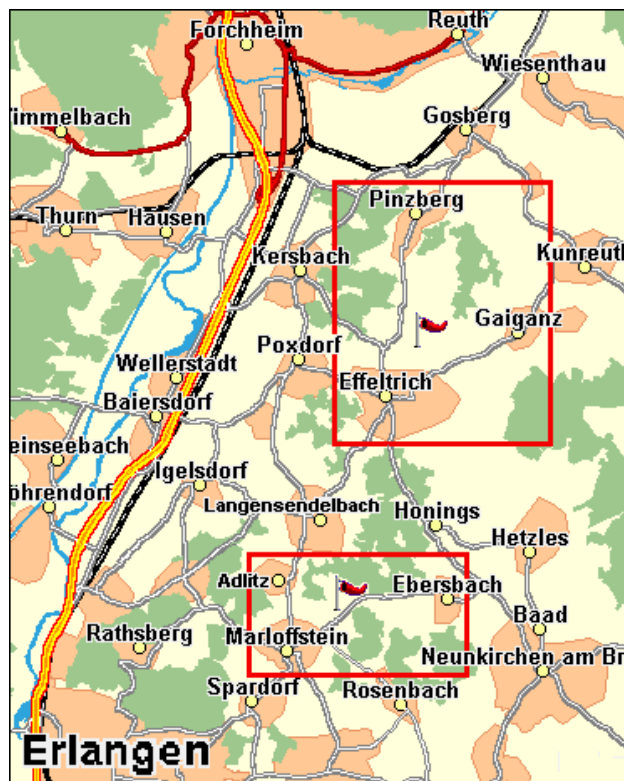 Reuth
Forchheim
Wiesenthau
Gosberg
Thurn
Hausen
Pinzberg
Kersbach
Kunreuth
Gaiganz
Poxdorf
Wellerstadt
Effeltrich
Baiersdorf
einseebach
Igelsdorf
öhrendorf
Langensendelbach
Honings
Hetzles
Adlitz
Ebersbach
Baad
Rathsberg
Marloffstein
Neunkirchen am Br
Spardorf
Rosenbach
Erlangen